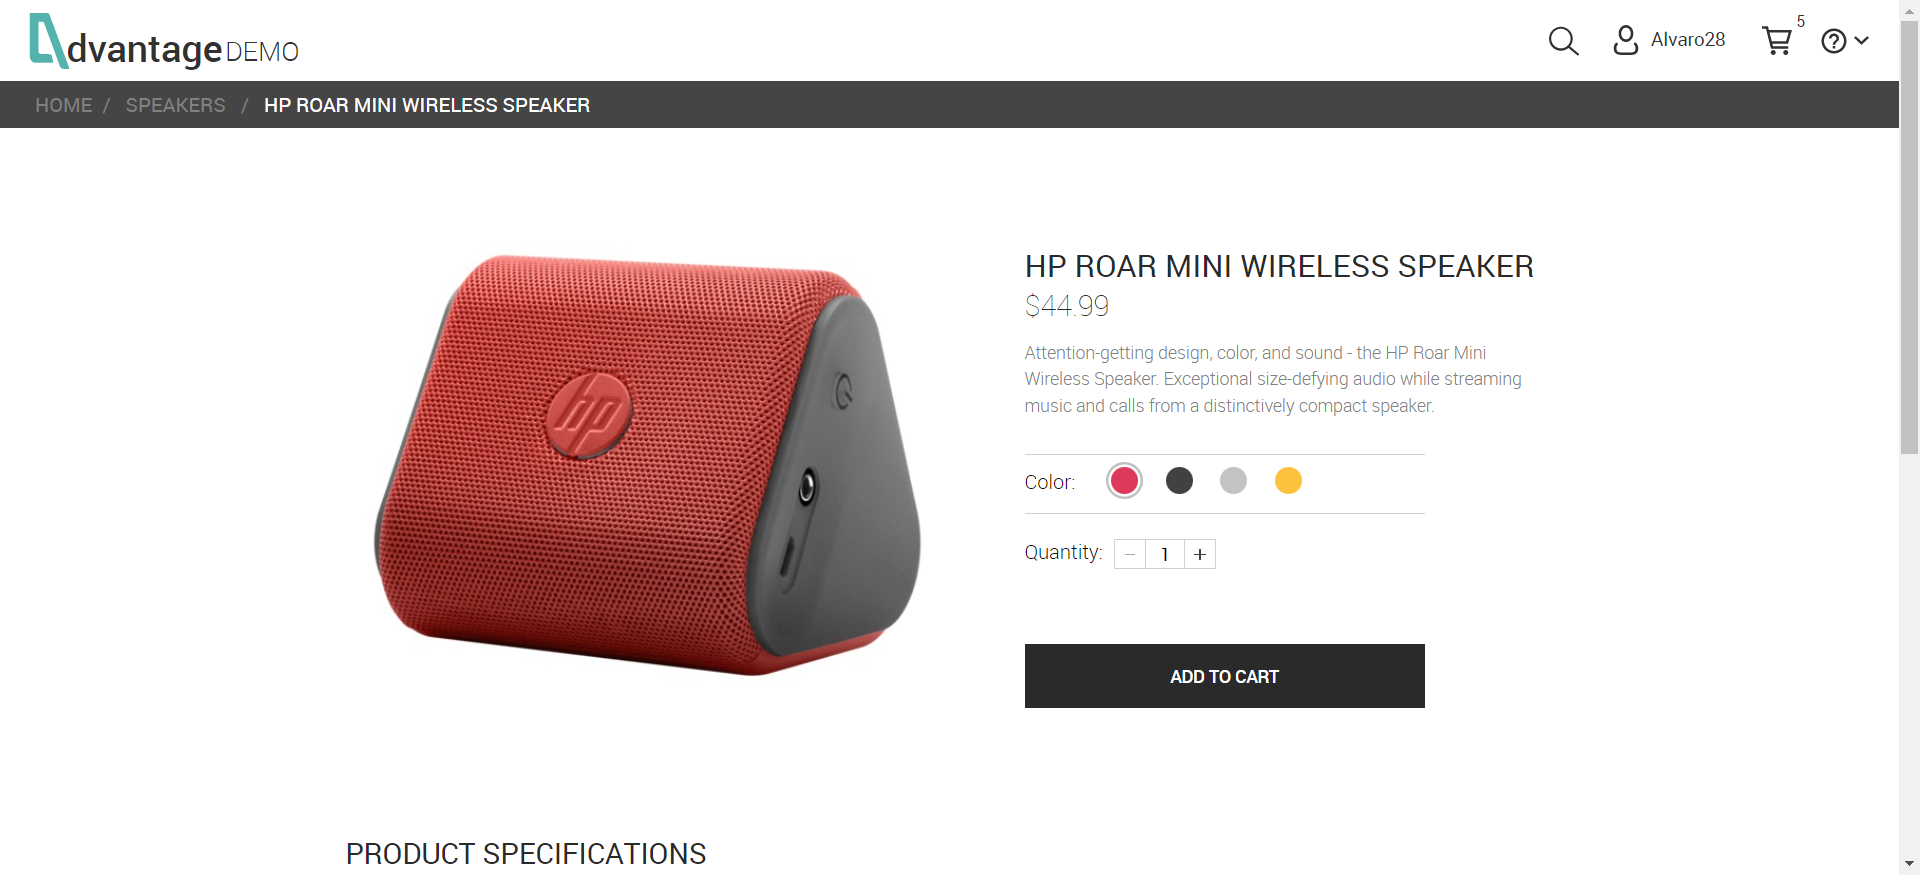 dvantage DEMO
Alvaro28
5
HOME / SPEAKERS / HP ROAR MINI WIRELESS SPEAKER
hp
HP ROAR MINI WIRELESS SPEAKER
$44.99
Attention-getting design, color, and sound - the HP Roar Mini
Wireless Speaker. Exceptional size-defying audio while streaming
music and calls from a distinctively compact speaker.
Color:
Quantity: − 1 +
ADD TO CART
PRODUCT SPECIFICATIONS